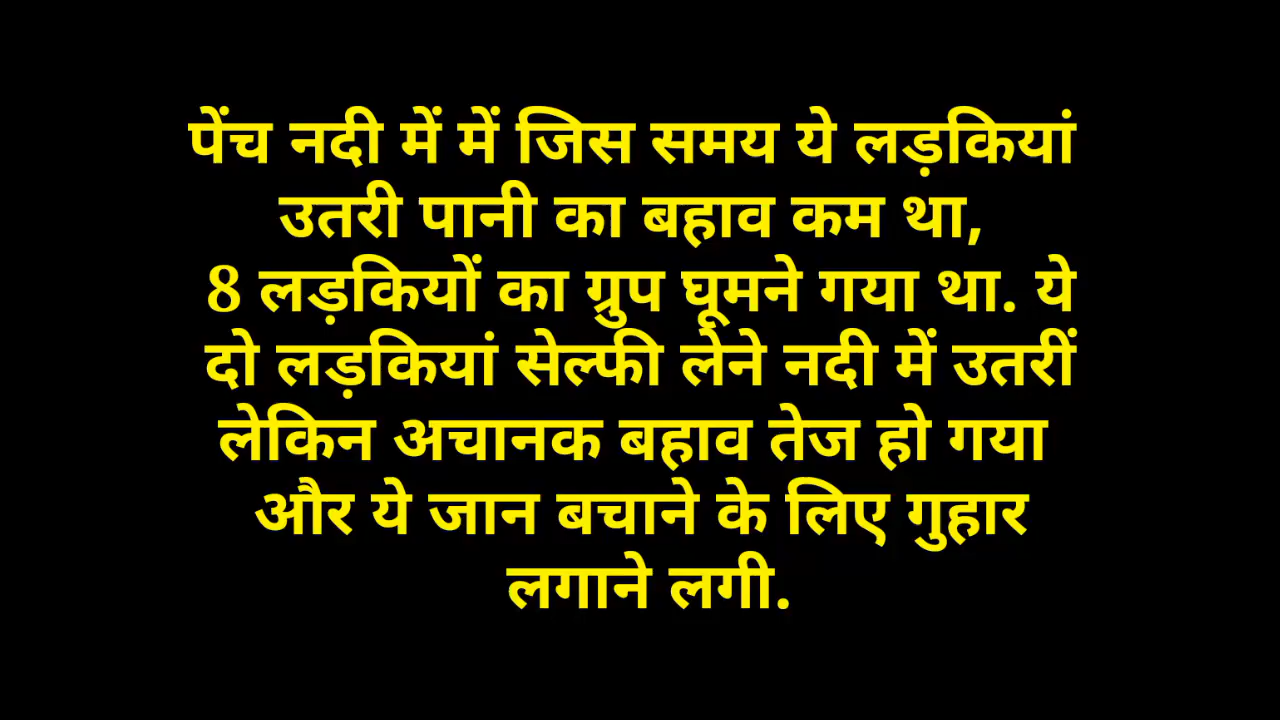 पेंच नदी में में जिस समय ये लड़कियां
उतरी पानी का बहाव कम था,
8 लड़कियों का ग्रुप घूमने गया था. ये
दो लड़कियां सेल्फी लेने नदी में उतरीं
लेकिन अचानक बहाव तेज हो गया
और ये जान बचाने के लिए गुहार
लगाने लगी.